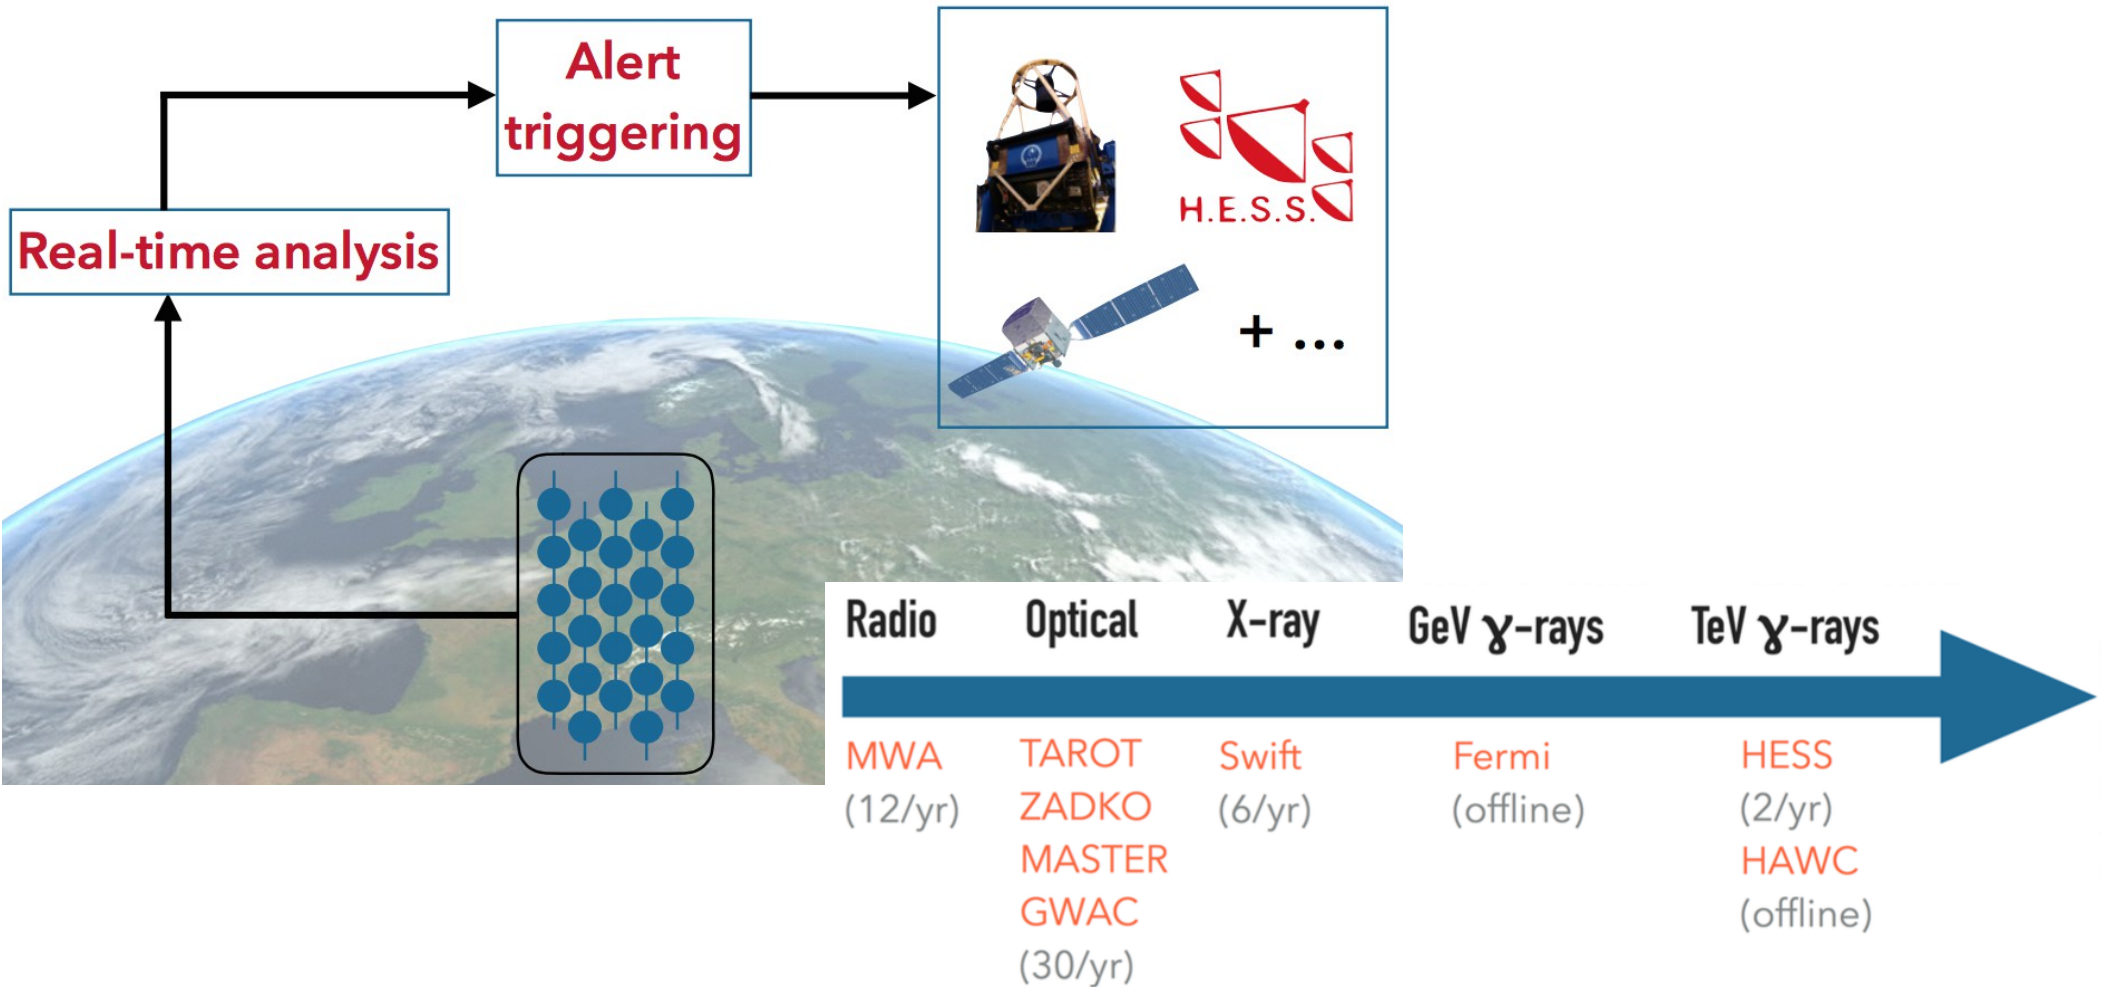 Alert
triggering
H.E.S.S.
Real-time analysis
+ ...
Radio
Optical
X-ray
GeV γ-rays
TeV γ-rays
MWA
(12/yr)
TAROT
ZADKO
MASTER
GWAC
(30/yr)
Swift
(6/yr)
Fermi
(offline)
HESS
(2/yr)
HAWC
(offline)